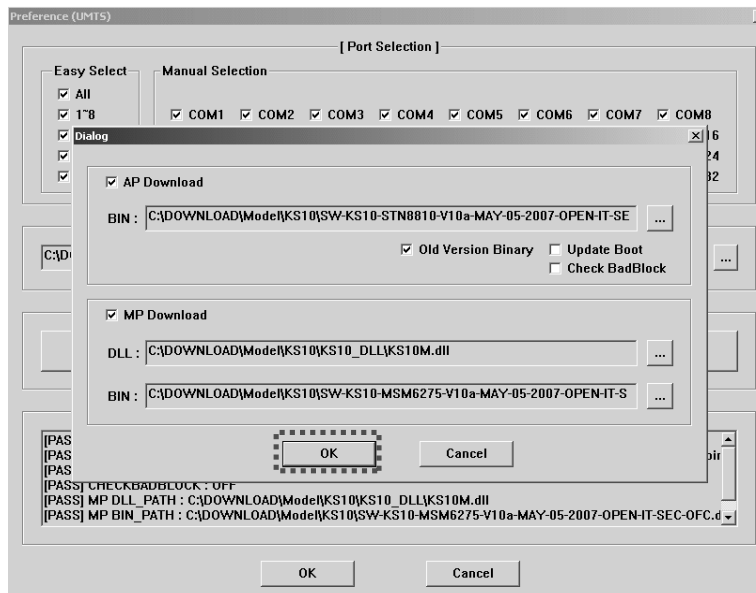 Preference (UMTS)
[ Port Selection ]
Easy Select
Manual Selection
All
1~8
COM1 COM2 COM3 COM4 COM5 COM6 COM7 COM8
16
24
32
Dialog
AP Download
BIN : C:\DOWNLOAD\Model\KS10\SW-KS10-STN8810-V10a-MAY-05-2007-OPEN-IT-SE ...
Old Version Binary Update Boot
Check BadBlock
C:\D
...
MP Download
DLL : C:\DOWNLOAD\Model\KS10\KS10_DLL\KS10M.dll ...
BIN : C:\DOWNLOAD\Model\KS10\SW-KS10-MSM6275-V10a-MAY-05-2007-OPEN-IT-S ...
OK Cancel
[PAS
[PAS
[PAS
[PASS] CHECKBADBLOCK : OFF
[PASS] MP DLL_PATH : C:\DOWNLOAD\Model\KS10\KS10_DLL\KS10M.dll
[PASS] MP BIN_PATH : C:\DOWNLOAD\Model\KS10\SW-KS10-MSM6275-V10a-MAY-05-2007-OPEN-IT-SEC-OFC.d
OK Cancel